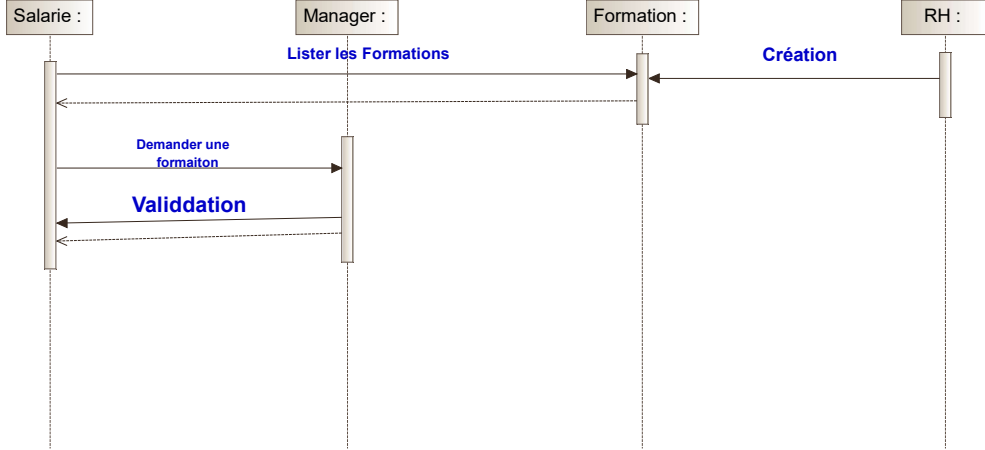 Salarie :
Manager :
Formation :
RH :
Lister les Formations
Création
Demander une
formaiton
Validdation